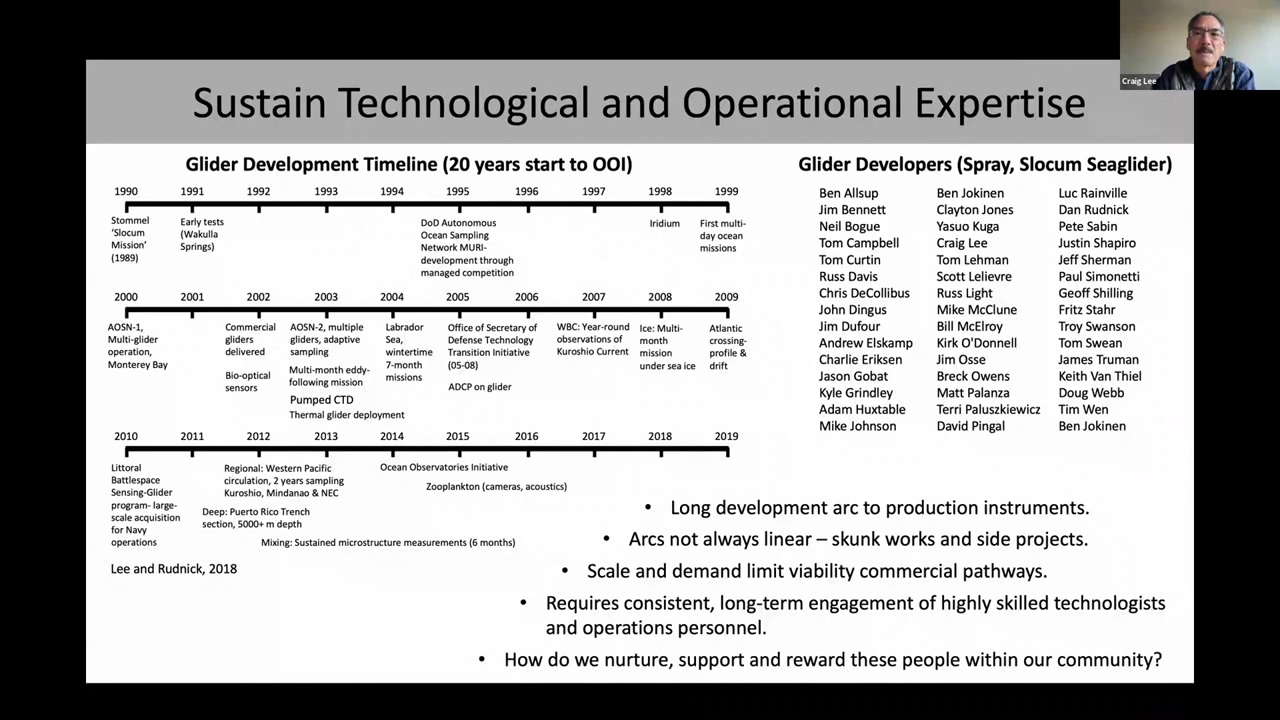 Craig Lee
Sustain Technological and Operational Expertise
Glider Development Timeline (20 years start to OOI)
1990 1991 1992 1993 1994 1995 1996 1997 1998 1999
Stommel
‘Slocum
Mission’
(1989)
Early tests
(Wakulla
Springs)
DoD Autonomous
Ocean Sampling
Network MURI-
development through
managed competition
Iridium
First multi-
day ocean
missions
2000 2001 2002 2003 2004 2005 2006 2007 2008 2009
AOSN-1,
Multi-glider
operation,
Monterey Bay
Commercial
gliders
delivered
Bio-optical
sensors
AOSN-2, multiple
gliders, adaptive
sampling
Multi-month eddy-
following mission
Pumped CTD
Thermal glider deployment
Labrador
Sea,
wintertime
7-month
missions
Office of Secretary of
Defense Technology
Transition Initiative
(05-08)
ADCP on glider
WBC: Year-round
observations of
Kuroshio Current
Ice: Multi-
month
mission
under sea ice
Atlantic
crossing-
profile &
drift
2010 2011 2012 2013 2014 2015 2016 2017 2018 2019
Littoral
Battlespace
Sensing-Glider
program- large-
scale acquisition
for Navy
operations
Regional: Western Pacific
circulation, 2 years sampling
Kuroshio, Mindanao & NEC
Deep: Puerto Rico Trench
section, 5000+ m depth
Mixing: Sustained microstructure measurements (6 months)
Ocean Observatories Initiative
Zooplankton (cameras, acoustics)
Lee and Rudnick, 2018
Glider Developers (Spray, Slocum Seaglider)
Ben Allsup
Jim Bennett
Neil Bogue
Tom Campbell
Tom Curtin
Russ Davis
Chris DeCollibus
John Dingus
Jim Dufour
Andrew Elskamp
Charlie Eriksen
Jason Gobat
Kyle Grindley
Adam Huxtable
Mike Johnson
Ben Jokinen
Clayton Jones
Yasuo Kuga
Craig Lee
Tom Lehman
Scott Lelievre
Russ Light
Mike McClune
Bill McElroy
Kirk O'Donnell
Jim Osse
Breck Owens
Matt Palanza
Terri Paluszkiewicz
David Pingal
Luc Rainville
Dan Rudnick
Pete Sabin
Justin Shapiro
Jeff Sherman
Paul Simonetti
Geoff Shilling
Fritz Stahr
Troy Swanson
Tom Swean
James Truman
Keith Van Thiel
Doug Webb
Tim Wen
Ben Jokinen
• Long development arc to production instruments.
• Arcs not always linear – skunk works and side projects.
• Scale and demand limit viability commercial pathways.
• Requires consistent, long-term engagement of highly skilled technologists
and operations personnel.
• How do we nurture, support and reward these people within our community?